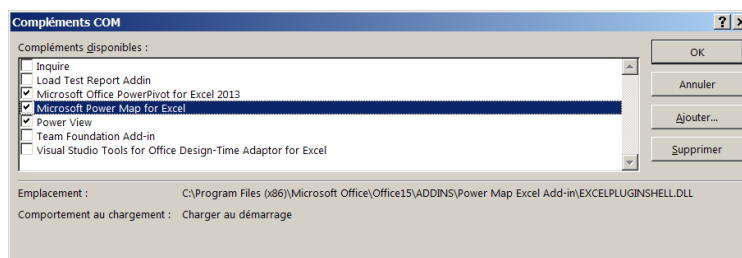 Compléments COM
Compléments disponibles :
Inquire
Load Test Report Addin
Microsoft Office PowerPivot for Excel 2013
Microsoft Power Map for Excel
Power View
Team Foundation Add-in
Visual Studio Tools for Office Design-Time Adaptor for Excel
OK
Annuler
Ajouter...
Supprimer
Emplacement : C:\Program Files (x86)\Microsoft Office\Office15\ADDINS\Power Map Excel Add-in\EXCELPLUGINSHELL.DLL
Comportement au chargement : Charger au démarrage